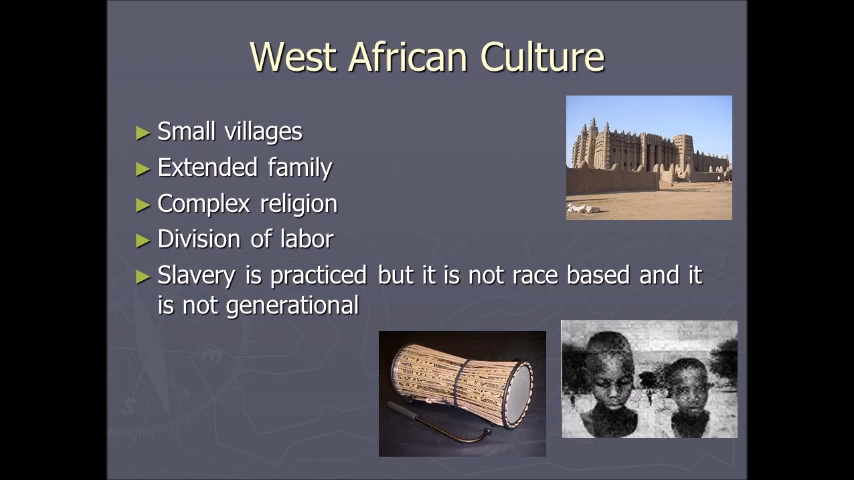 West African Culture
► Small villages
► Extended family
► Complex religion
► Division of labor
► Slavery is practiced but it is not race based and it
is not generational